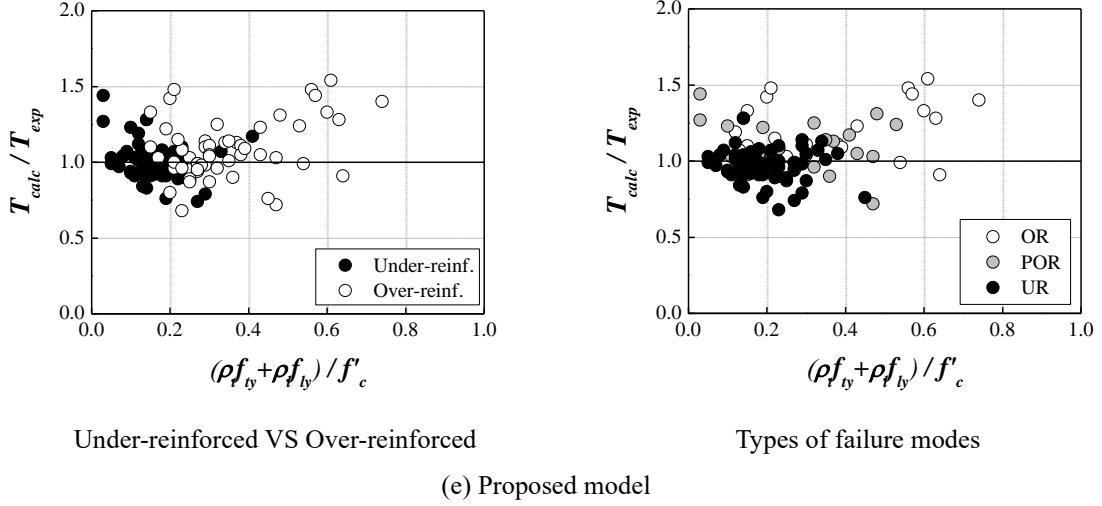 2.0
1.5
1.0
0.5
0.0
T_calc / T_exp
Under-reinf.
Over-reinf.
0.0 0.2 0.4 0.6 0.8 1.0
(ρ_t f_ty+ρ_l f_ly) / f'_c
Under-reinforced VS Over-reinforced
2.0
1.5
1.0
0.5
0.0
T_calc / T_exp
OR
POR
UR
0.0 0.2 0.4 0.6 0.8 1.0
(ρ_t f_ty+ρ_l f_ly) / f'_c
Types of failure modes
(e) Proposed model